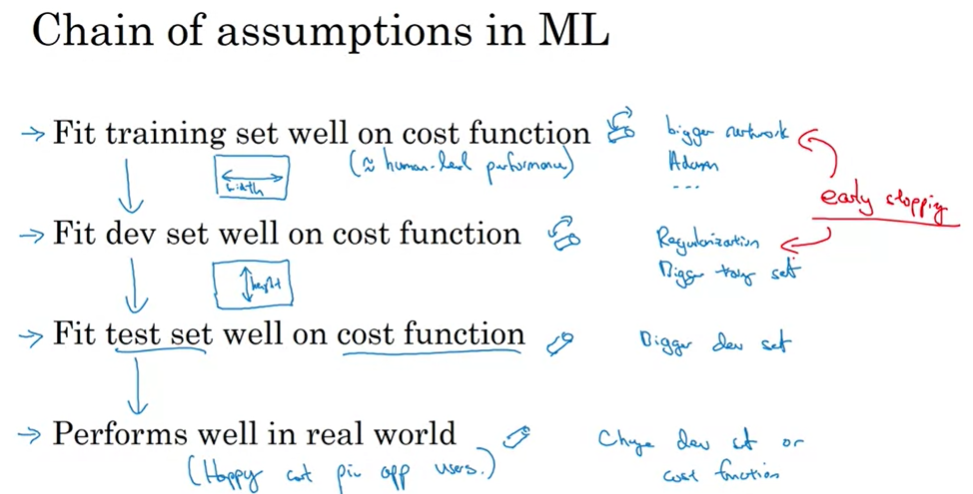 Chain of assumptions in ML
→ Fit training set well on cost function
bigger network
(≈ human-level performance)
Adam
...
width
early stopping
→ Fit dev set well on cost function
Regularization
Bigger training set
height
→ Fit test set well on cost function
Bigger dev set
→ Performs well in real world
Change dev set or
(Happy cat pic app users.)
cost function